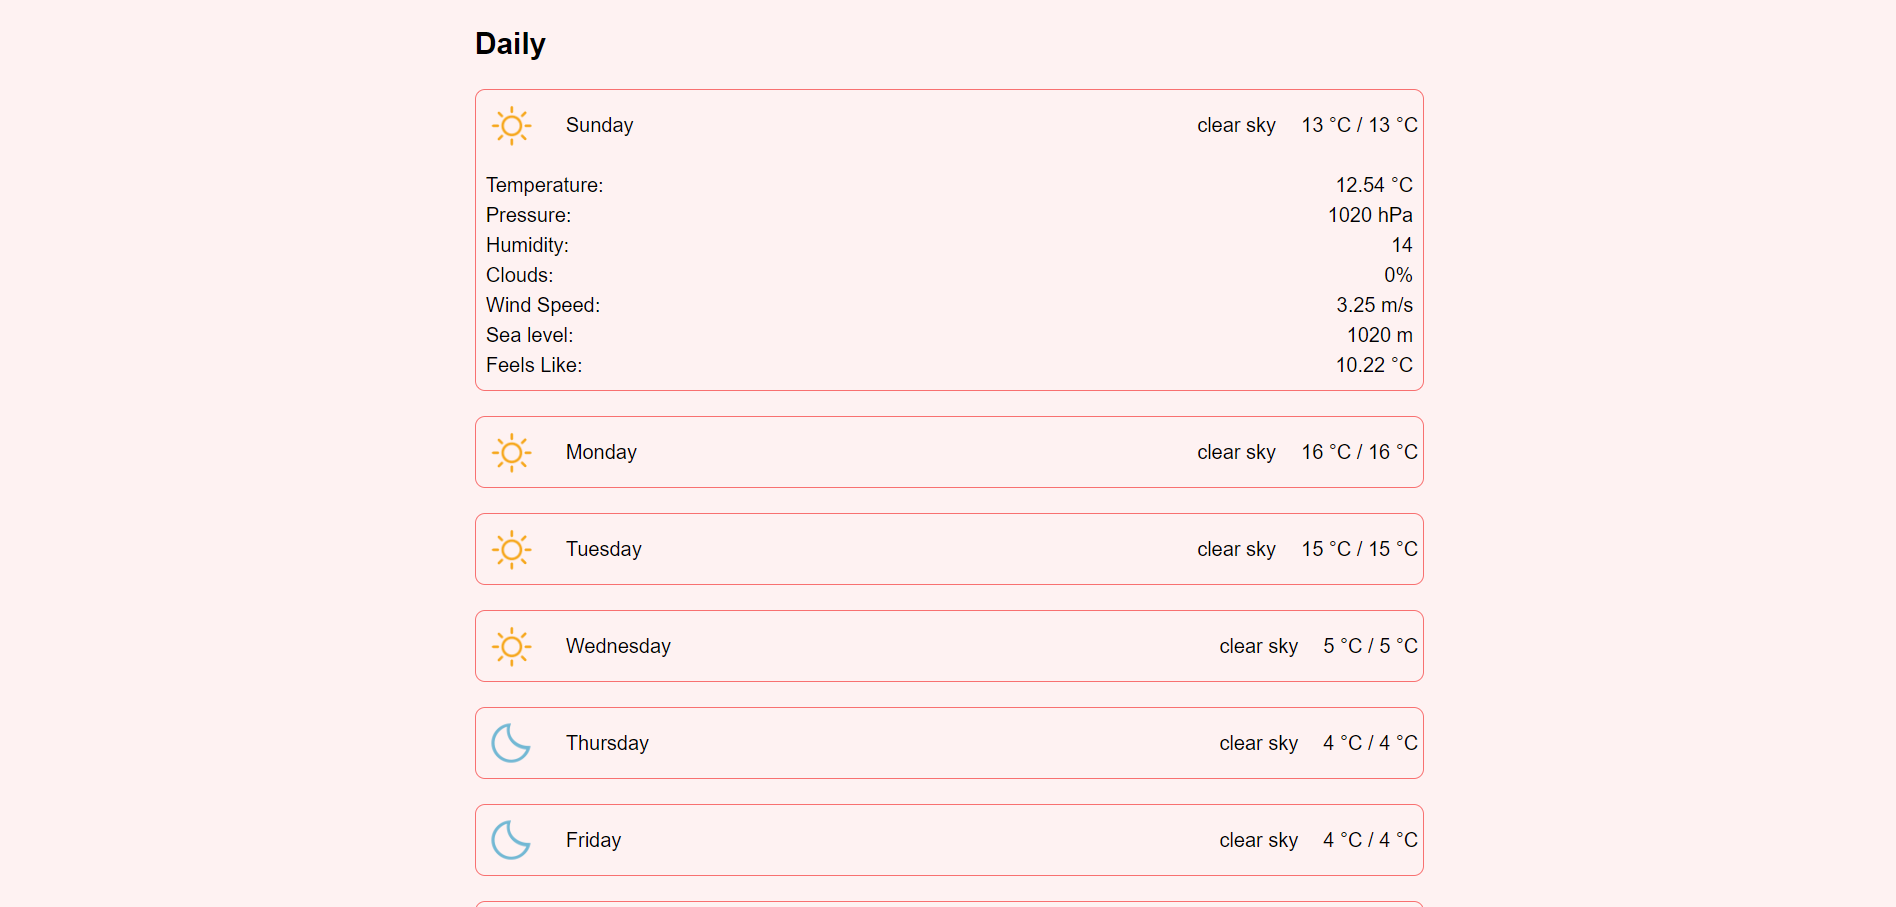 Daily
Sunday clear sky 13 °C / 13 °C
Temperature: 12.54 °C
Pressure: 1020 hPa
Humidity: 14
Clouds: 0%
Wind Speed: 3.25 m/s
Sea level: 1020 m
Feels Like: 10.22 °C
Monday clear sky 16 °C / 16 °C
Tuesday clear sky 15 °C / 15 °C
Wednesday clear sky 5 °C / 5 °C
Thursday clear sky 4 °C / 4 °C
Friday clear sky 4 °C / 4 °C